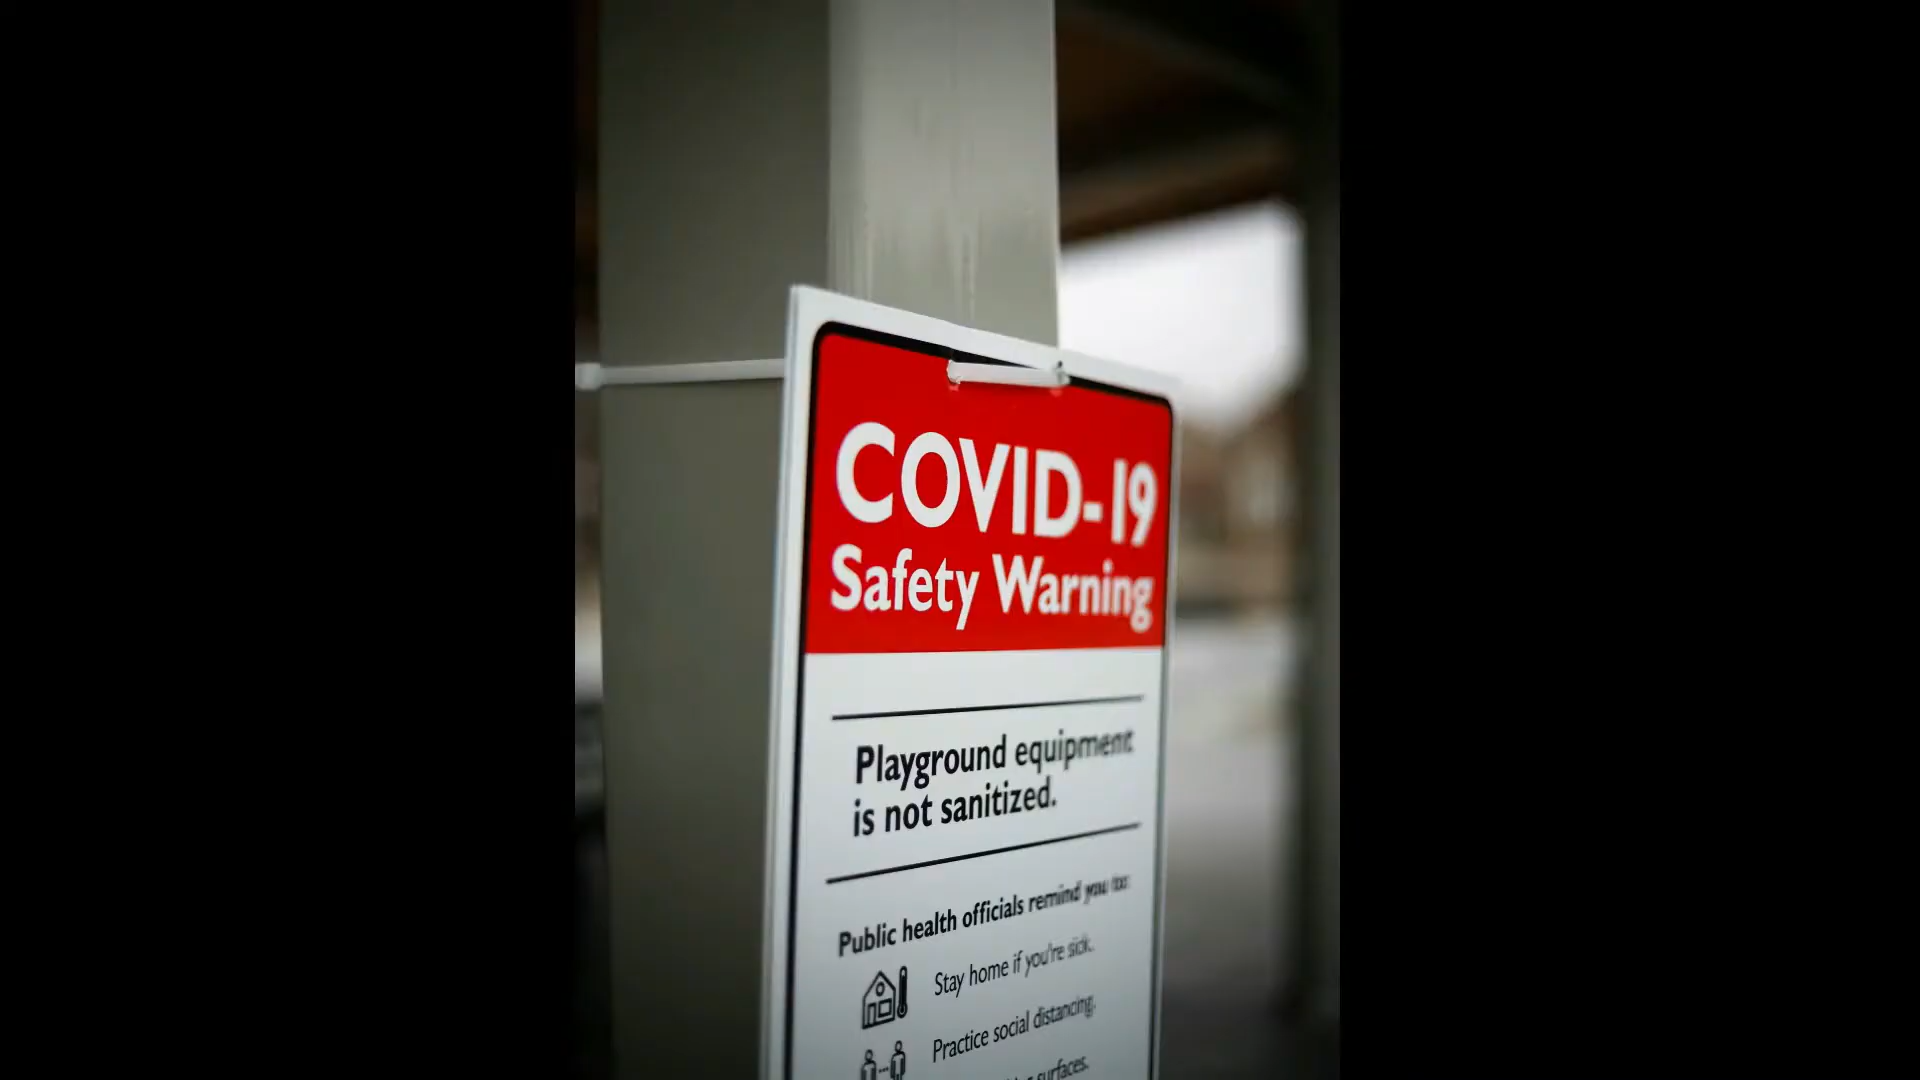 COVID-19
Safety Warning
Playground equipment
is not sanitized.
Public health officials remind you to:
Stay home if you're sick.
Practice social distancing.
surfaces.